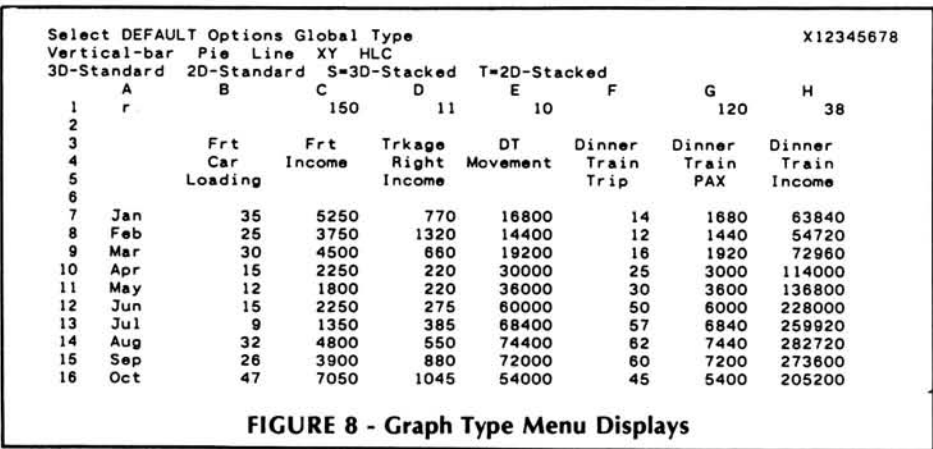 Select DEFAULT Options Global Type X12345678
Vertical-bar Pie Line XY HLC
3D-Standard 2D-Standard S=3D-Stacked T=2D-Stacked
A B C D E F G H
1 r 150 11 10 120 38
2
3 Frt Frt Trkage DT Dinner Dinner Dinner
4 Car Income Right Movement Train Train Train
5 Loading Income Trip PAX Income
6
7 Jan 35 5250 770 16800 14 1680 63840
8 Feb 25 3750 1320 14400 12 1440 54720
9 Mar 30 4500 660 19200 16 1920 72960
10 Apr 15 2250 220 30000 25 3000 114000
11 May 12 1800 220 36000 30 3600 136800
12 Jun 15 2250 275 60000 50 6000 228000
13 Jul 9 1350 385 68400 57 6840 259920
14 Aug 32 4800 550 74400 62 7440 282720
15 Sep 26 3900 880 72000 60 7200 273600
16 Oct 47 7050 1045 54000 45 5400 205200
FIGURE 8 - Graph Type Menu Displays